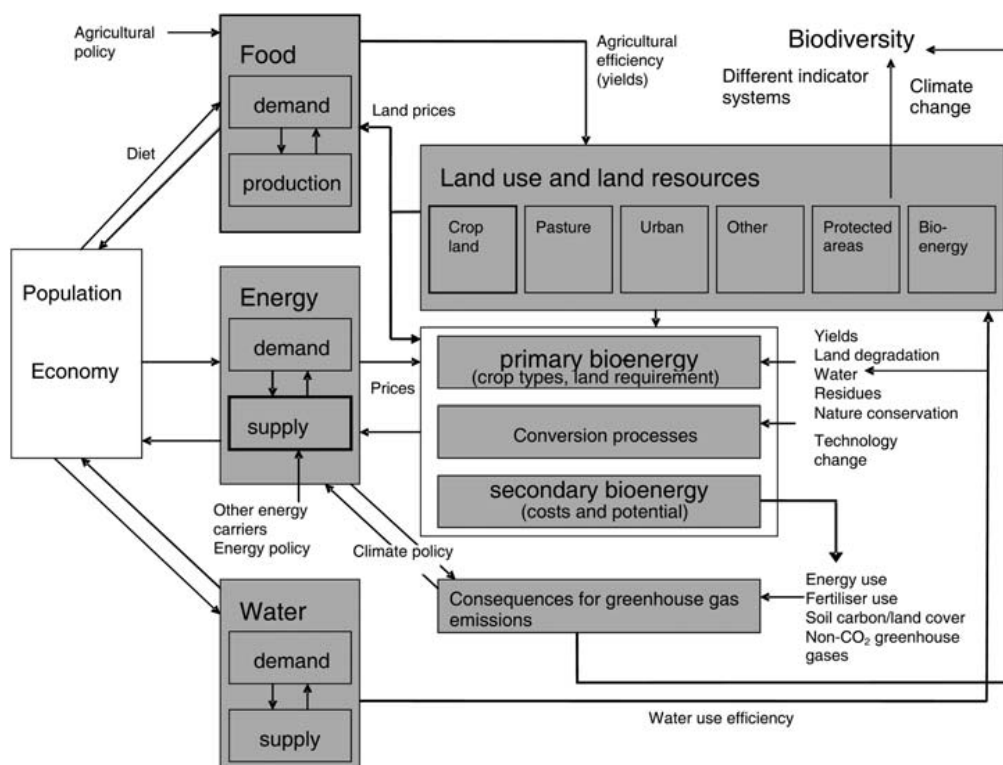 Agricultural
policy
Food
demand
production
Diet
Land prices
Agricultural
efficiency
(yields)
Biodiversity
Different indicator
systems
Climate
change
Land use and land resources
Crop
land
Pasture
Urban
Other
Protected
areas
Bio-
energy
Population
Economy
Energy
demand
supply
Prices
Other energy
carriers
Energy policy
primary bioenergy
(crop types, land requirement)
Conversion processes
secondary bioenergy
(costs and potential)
Yields
Land degradation
Water
Residues
Nature conservation
Technology
change
Climate policy
Consequences for greenhouse gas
emissions
Energy use
Fertiliser use
Soil carbon/land cover
Non-CO₂ greenhouse
gases
Water
demand
supply
Water use efficiency